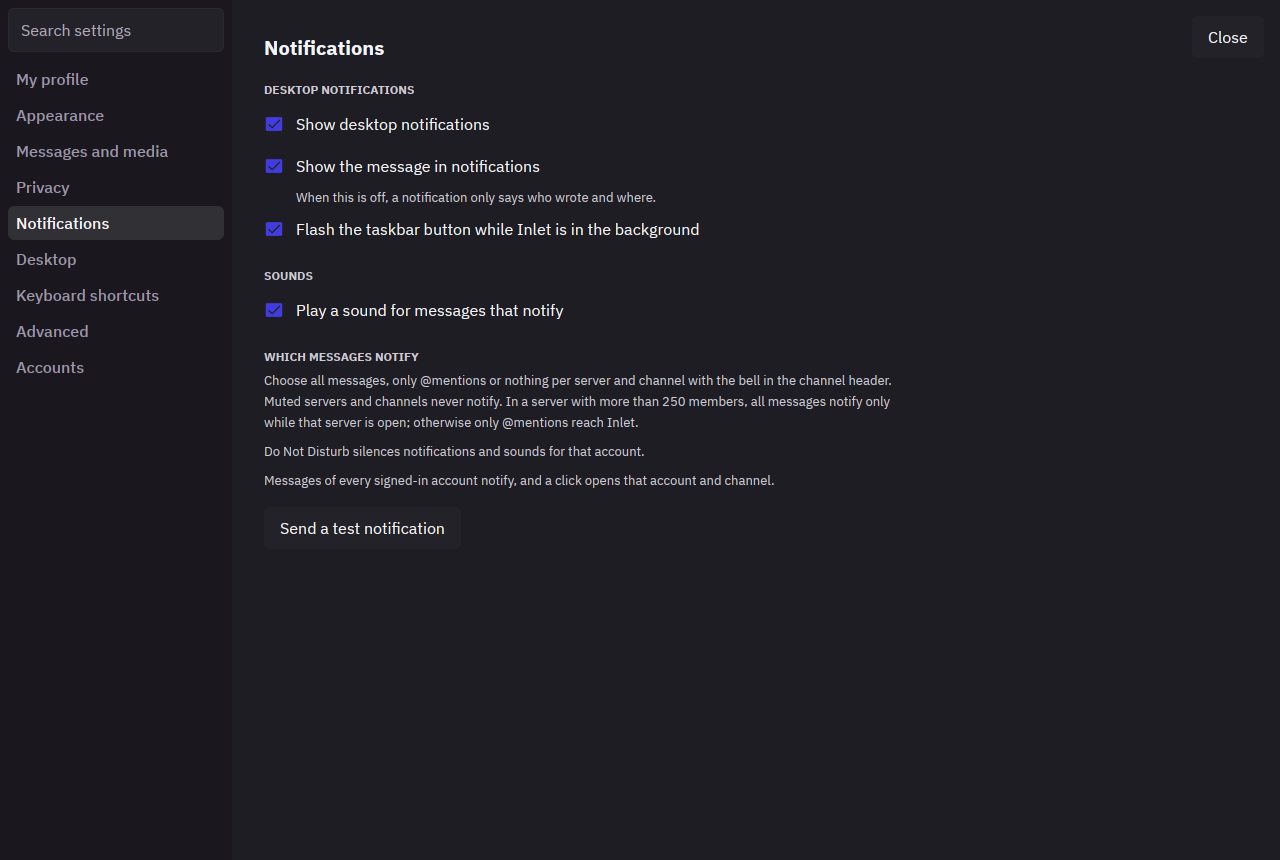 Search settings
My profile
Appearance
Messages and media
Privacy
Notifications
Desktop
Keyboard shortcuts
Advanced
Accounts
Close
Notifications
DESKTOP NOTIFICATIONS
Show desktop notifications
Show the message in notifications
When this is off, a notification only says who wrote and where.
Flash the taskbar button while Inlet is in the background
SOUNDS
Play a sound for messages that notify
WHICH MESSAGES NOTIFY
Choose all messages, only @mentions or nothing per server and channel with the bell in the channel header.
Muted servers and channels never notify. In a server with more than 250 members, all messages notify only
while that server is open; otherwise only @mentions reach Inlet.
Do Not Disturb silences notifications and sounds for that account.
Messages of every signed-in account notify, and a click opens that account and channel.
Send a test notification